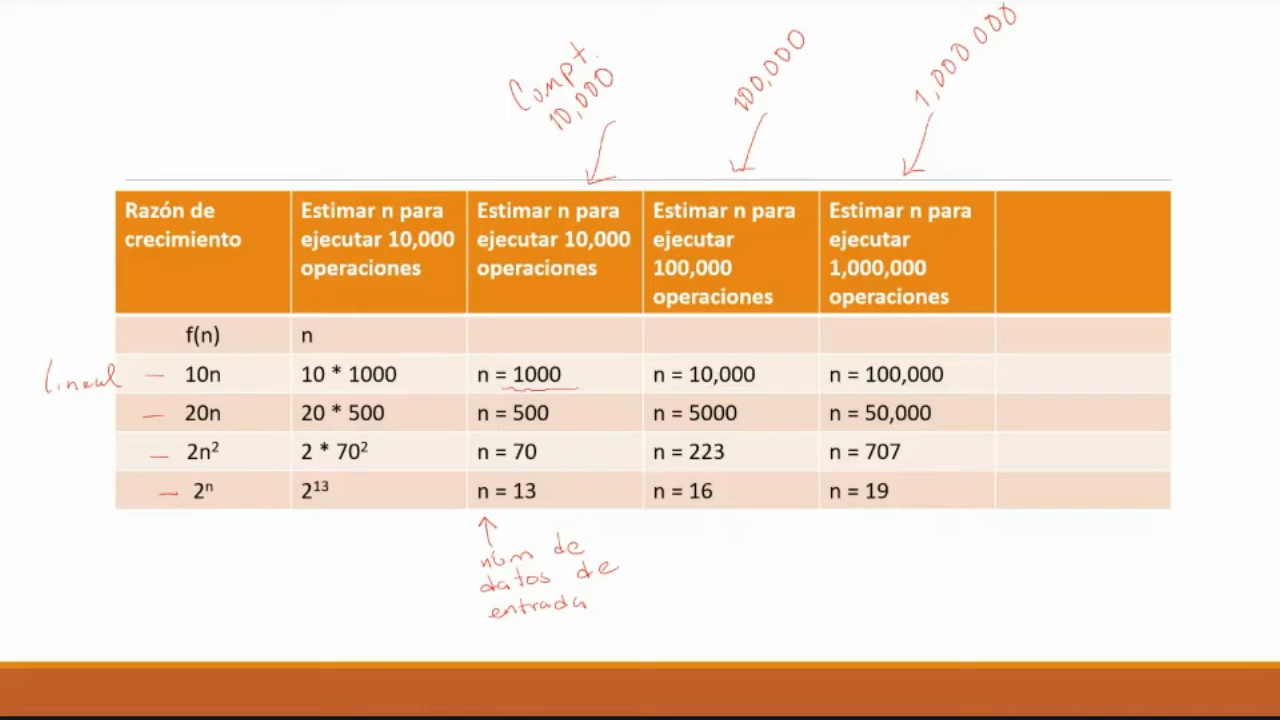 Compt.
10,000
100,000
1,000 000
Razón de crecimiento
Estimar n para ejecutar 10,000 operaciones
Estimar n para ejecutar 10,000 operaciones
Estimar n para ejecutar 100,000 operaciones
Estimar n para ejecutar 1,000,000 operaciones
f(n) n
lineal — 10n 10 * 1000 n = 1000 n = 10,000 n = 100,000
— 20n 20 * 500 n = 500 n = 5000 n = 50,000
— 2n² 2 * 70² n = 70 n = 223 n = 707
— 2ⁿ 2¹³ n = 13 n = 16 n = 19
núm de
datos de
entrada